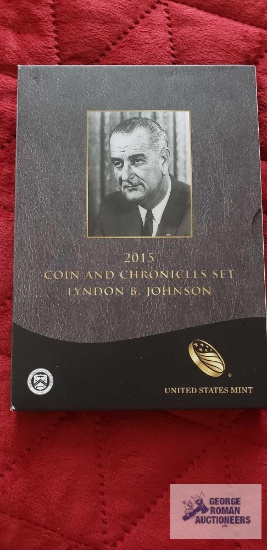 2015
COIN AND CHRONICLES SET
LYNDON B. JOHNSON
UNITED STATES MINT
GEORGE
ROMAN
AUCTIONEERS